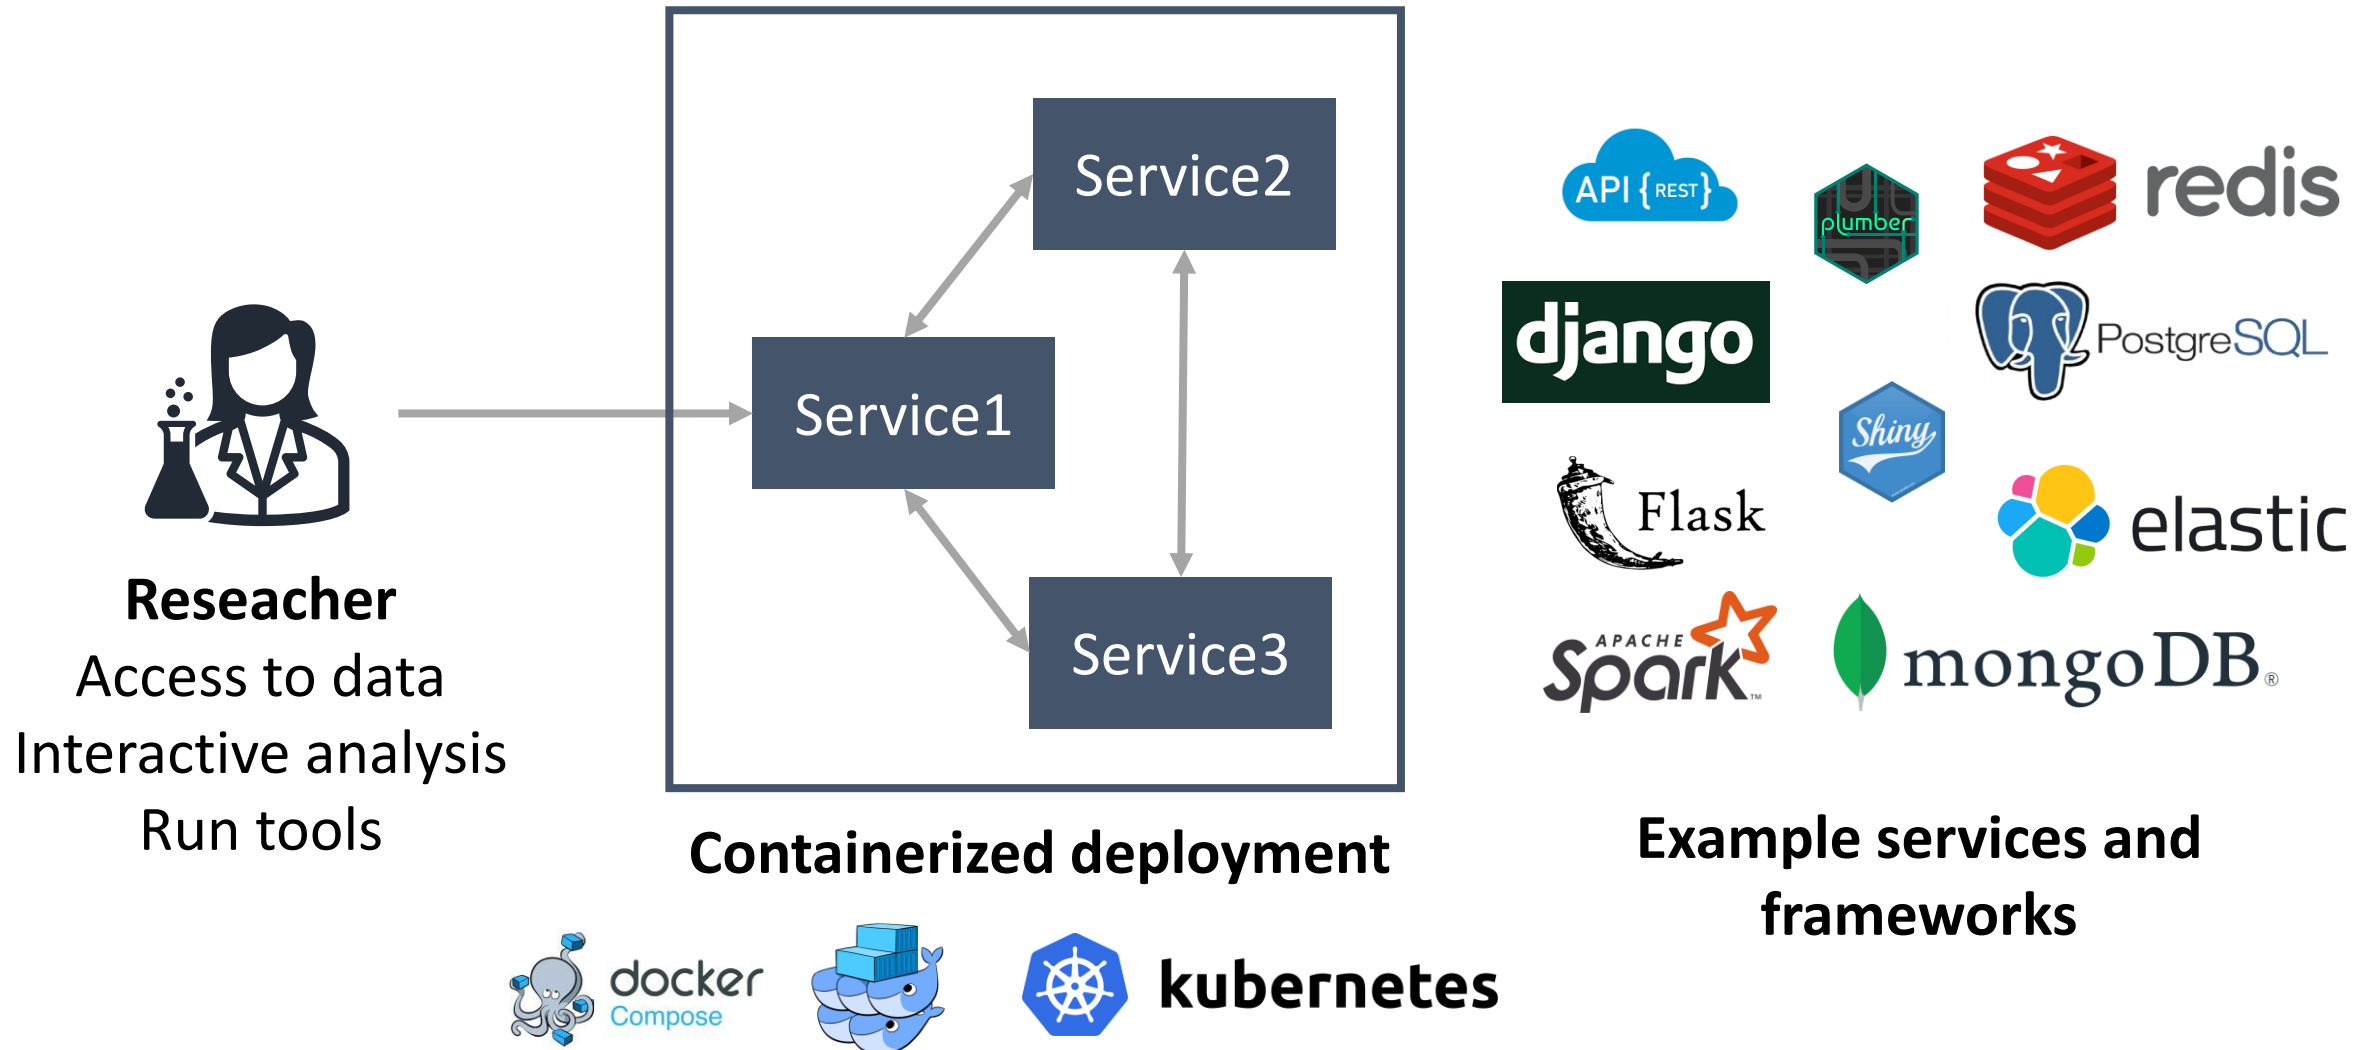 Reseacher
Access to data
Interactive analysis
Run tools
Service1
Service2
Service3
Containerized deployment
docker
Compose
kubernetes
API {REST}
plumber
redis
django
PostgreSQL
Shiny
Flask
elastic
APACHE
Spark™
mongoDB®
Example services and
frameworks